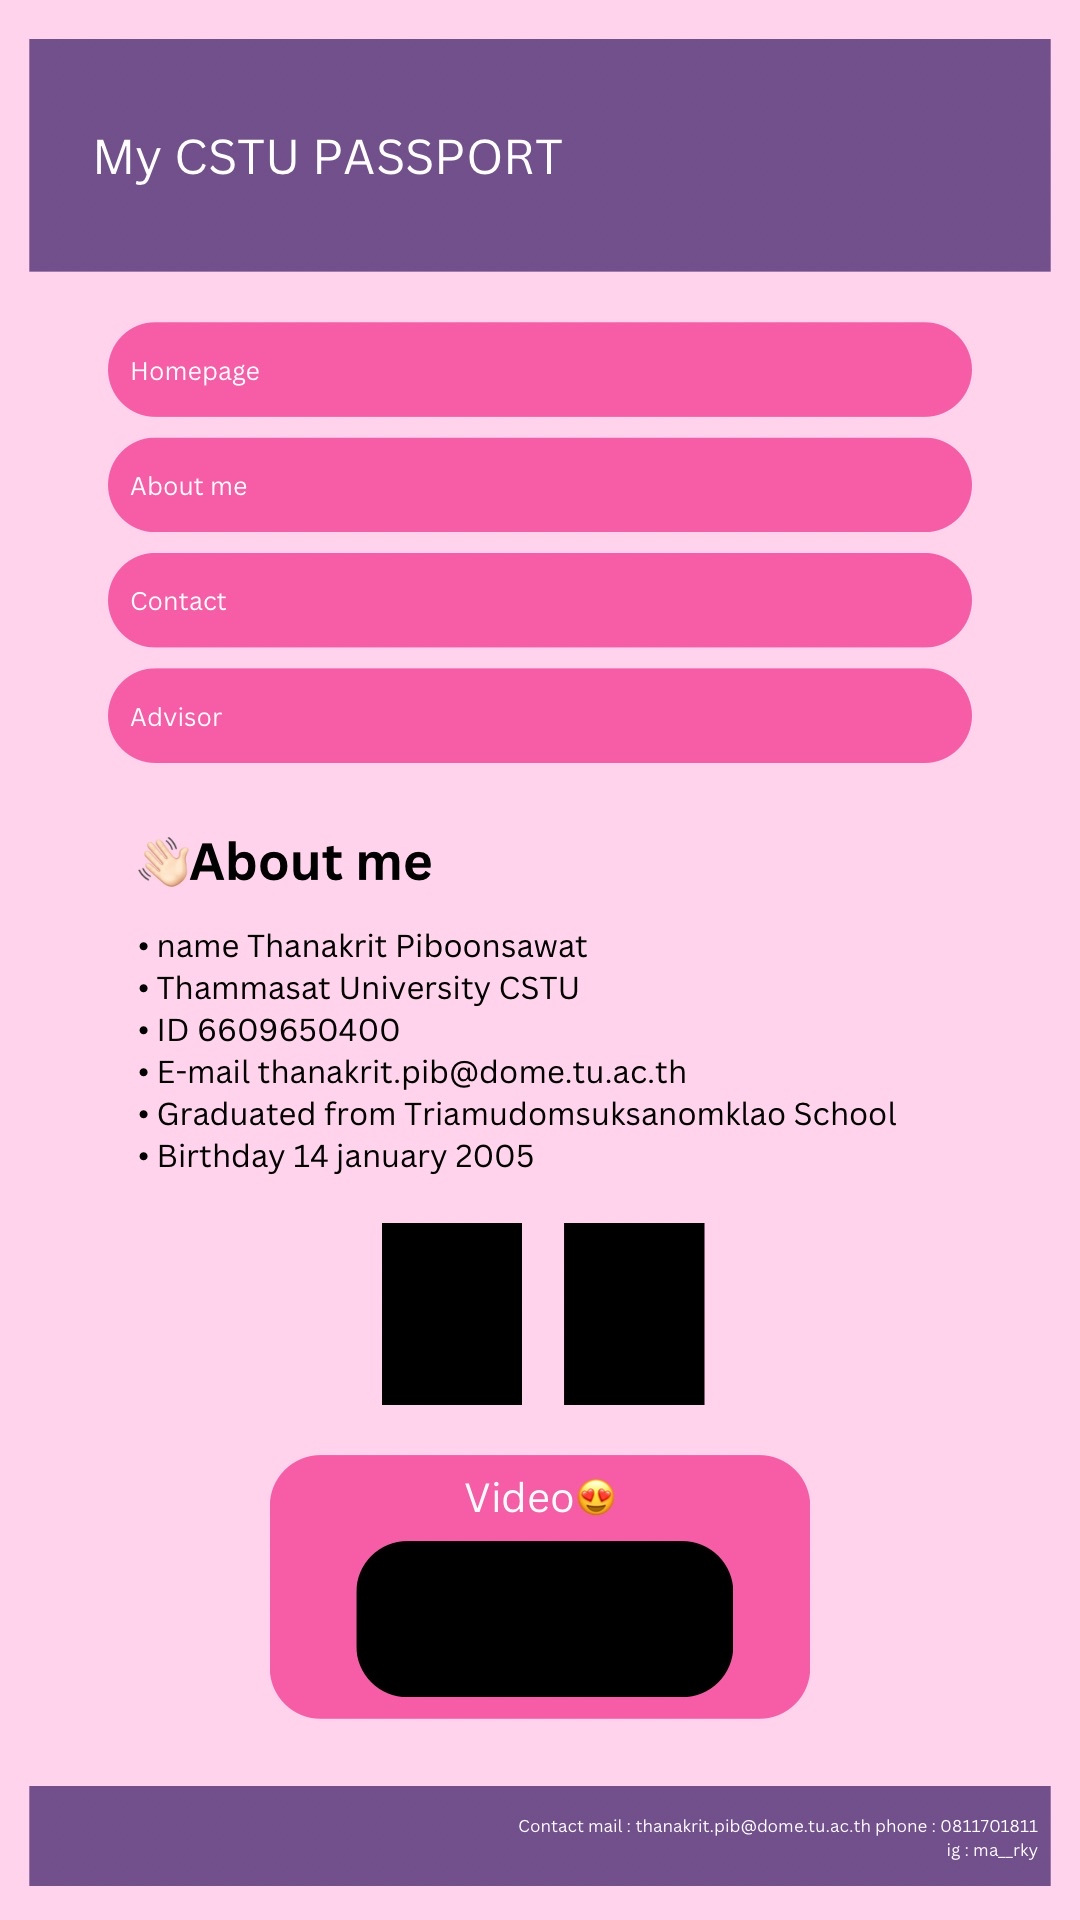 My CSTU PASSPORT
Homepage
About me
Contact
Advisor
👋🏻About me
• name Thanakrit Piboonsawat
• Thammasat University CSTU
• ID 6609650400
• E-mail thanakrit.pib@dome.tu.ac.th
• Graduated from Triamudomsuksanomklao School
• Birthday 14 january 2005
Video😍
Contact mail : thanakrit.pib@dome.tu.ac.th phone : 0811701811
ig : ma__rky